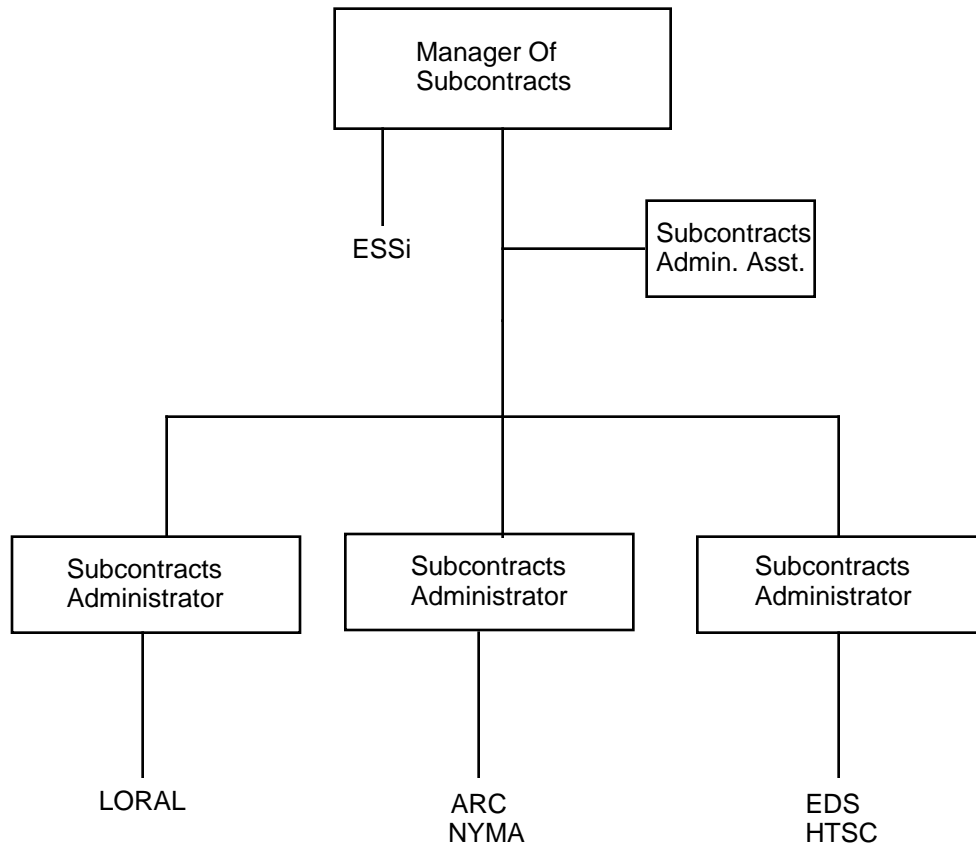 Manager Of
Subcontracts
ESSi
Subcontracts
Admin. Asst.
Subcontracts
Administrator
Subcontracts
Administrator
Subcontracts
Administrator
LORAL
ARC
NYMA
EDS
HTSC